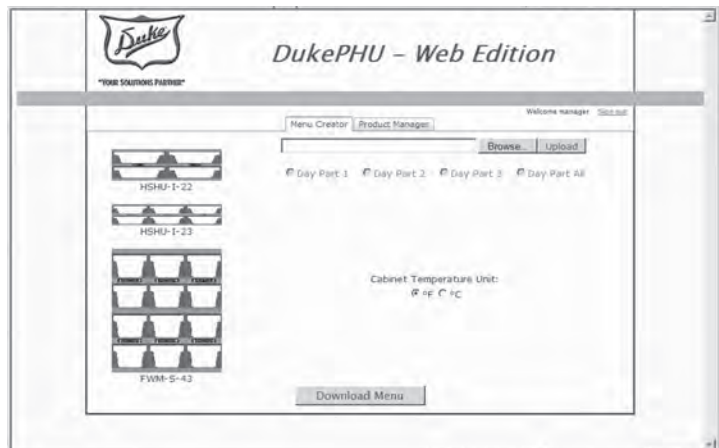 Duke
"YOUR SOLUTIONS PARTNER"
DukePHU – Web Edition
Welcome manager Sign out
Menu Creator Product Manager
Browse... Upload
Day Part 1 Day Part 2 Day Part 3 Day Part All
HSHU-I-22
HSHU-I-23
Cabinet Temperature Unit:
°F °C
FWM-S-43
Download Menu